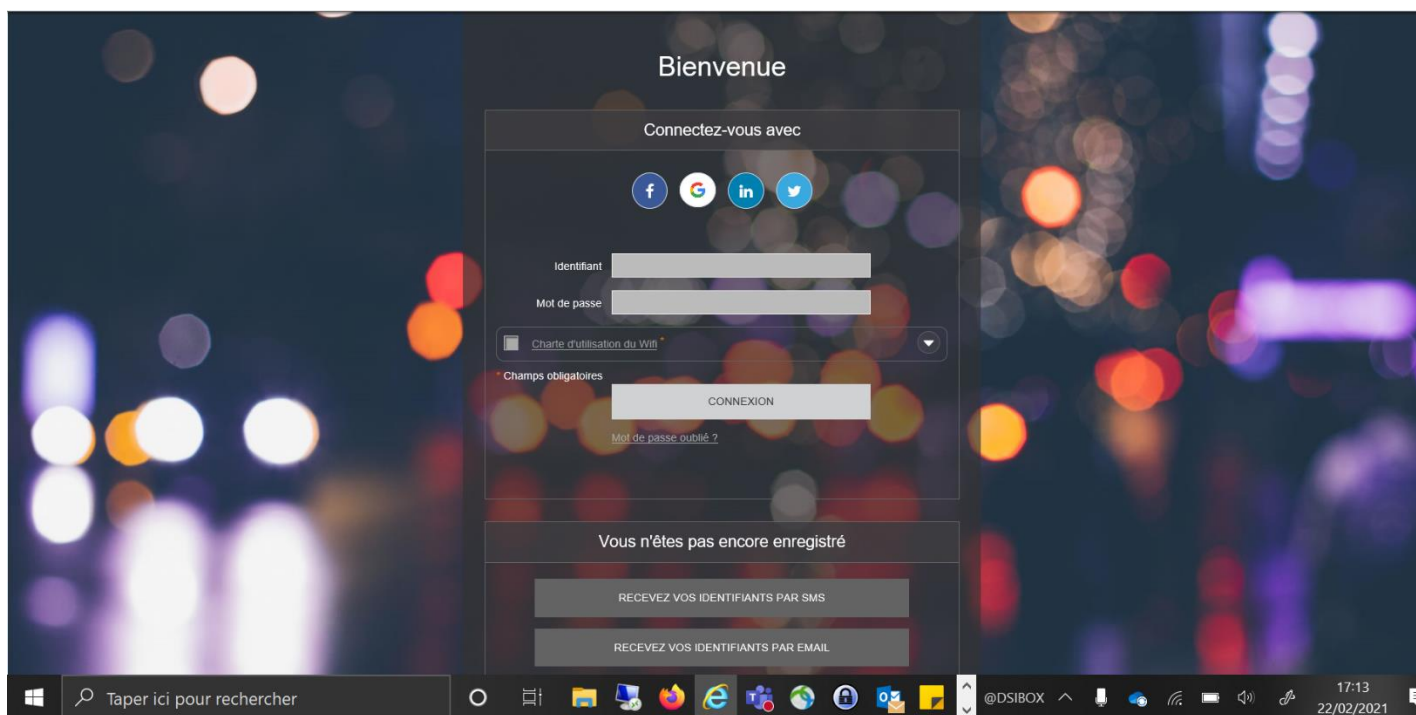 Bienvenue
Connectez-vous avec
Identifiant
Mot de passe
Charte d'utilisation du Wifi *
* Champs obligatoires
CONNEXION
Mot de passe oublié ?
Vous n'êtes pas encore enregistré
RECEVEZ VOS IDENTIFIANTS PAR SMS
RECEVEZ VOS IDENTIFIANTS PAR EMAIL
Taper ici pour rechercher
@DSIBOX
17:13
22/02/2021